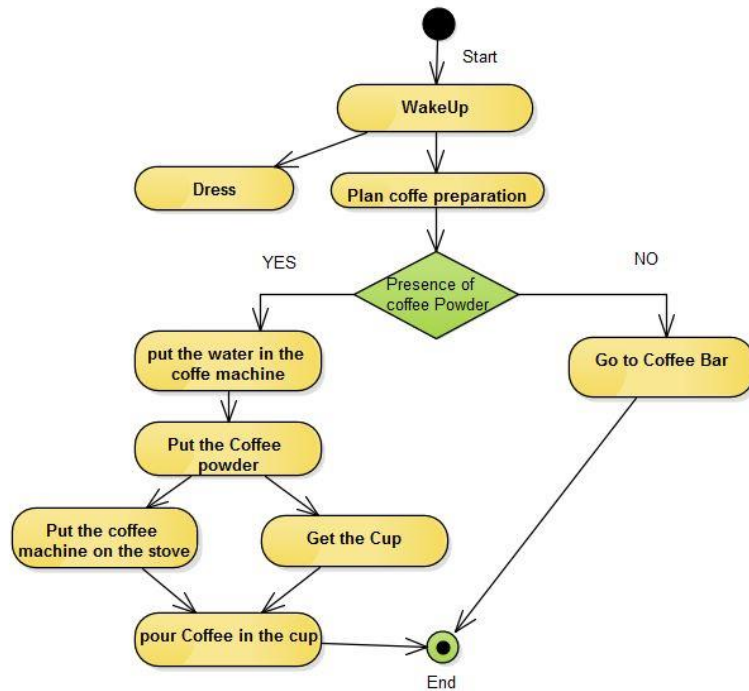 Start
WakeUp
Dress
Plan coffe preparation
YES
NO
Presence of
coffee Powder
put the water in the
coffe machine
Go to Coffee Bar
Put the Coffee
powder
Put the coffee
machine on the stove
Get the Cup
pour Coffee in the cup
End